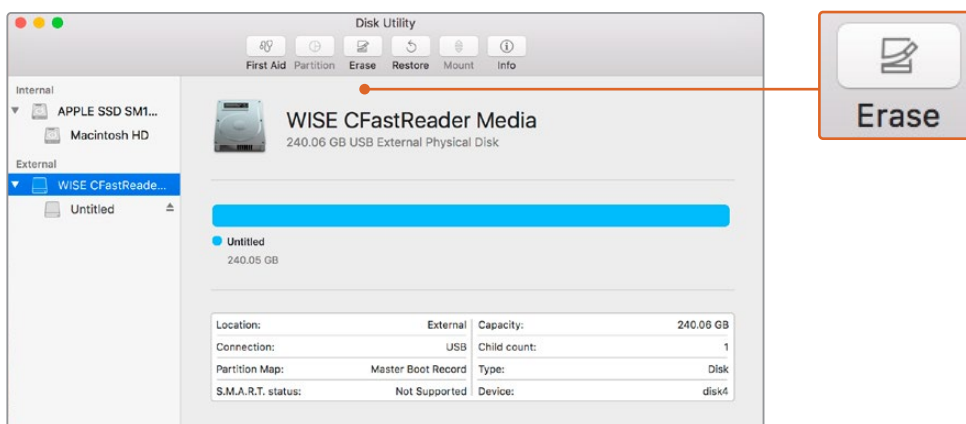 Disk Utility
First Aid Partition Erase Restore Mount Info
Erase
Internal
APPLE SSD SM1...
Macintosh HD
External
WISE CFastReade...
Untitled
WISE CFastReader Media
240.06 GB USB External Physical Disk
Untitled
240.05 GB
Location: External Capacity: 240.06 GB
Connection: USB Child count: 1
Partition Map: Master Boot Record Type: Disk
S.M.A.R.T. status: Not Supported Device: disk4